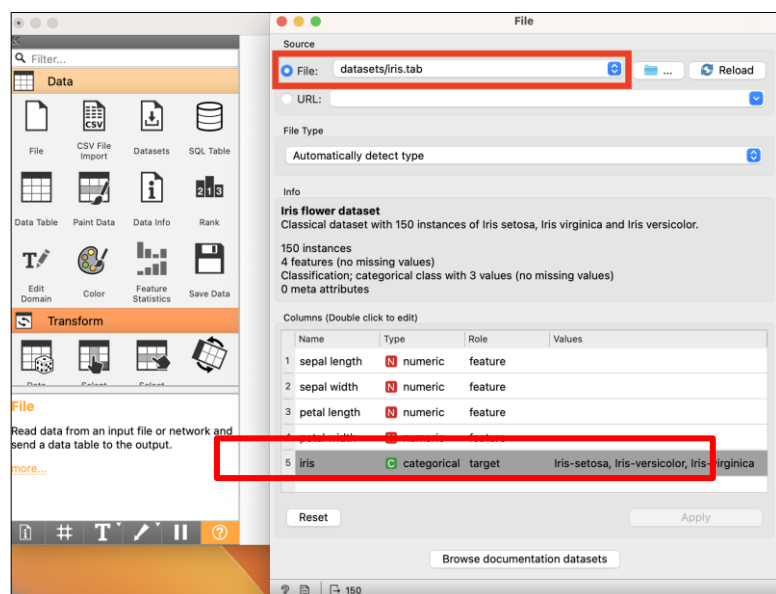 File
Filter...
Source
File: datasets/iris.tab
... Reload
URL:
Data
File
CSV File
Import
Datasets
SQL Table
File Type
Automatically detect type
Data Table
Paint Data
Data Info
Rank
Info
Iris flower dataset
Classical dataset with 150 instances of Iris setosa, Iris virginica and Iris versicolor.
150 instances
4 features (no missing values)
Classification; categorical class with 3 values (no missing values)
0 meta attributes
Edit
Domain
Color
Feature
Statistics
Save Data
Transform
Columns (Double click to edit)
Name Type Role Values
1 sepal length N numeric feature
2 sepal width N numeric feature
3 petal length N numeric feature
petal width feature
5 iris C categorical target Iris-setosa, Iris-versicolor, Iris-virginica
Select
Select
File
Read data from an input file or network and
send a data table to the output.
more...
Reset
Apply
Browse documentation datasets
? 150